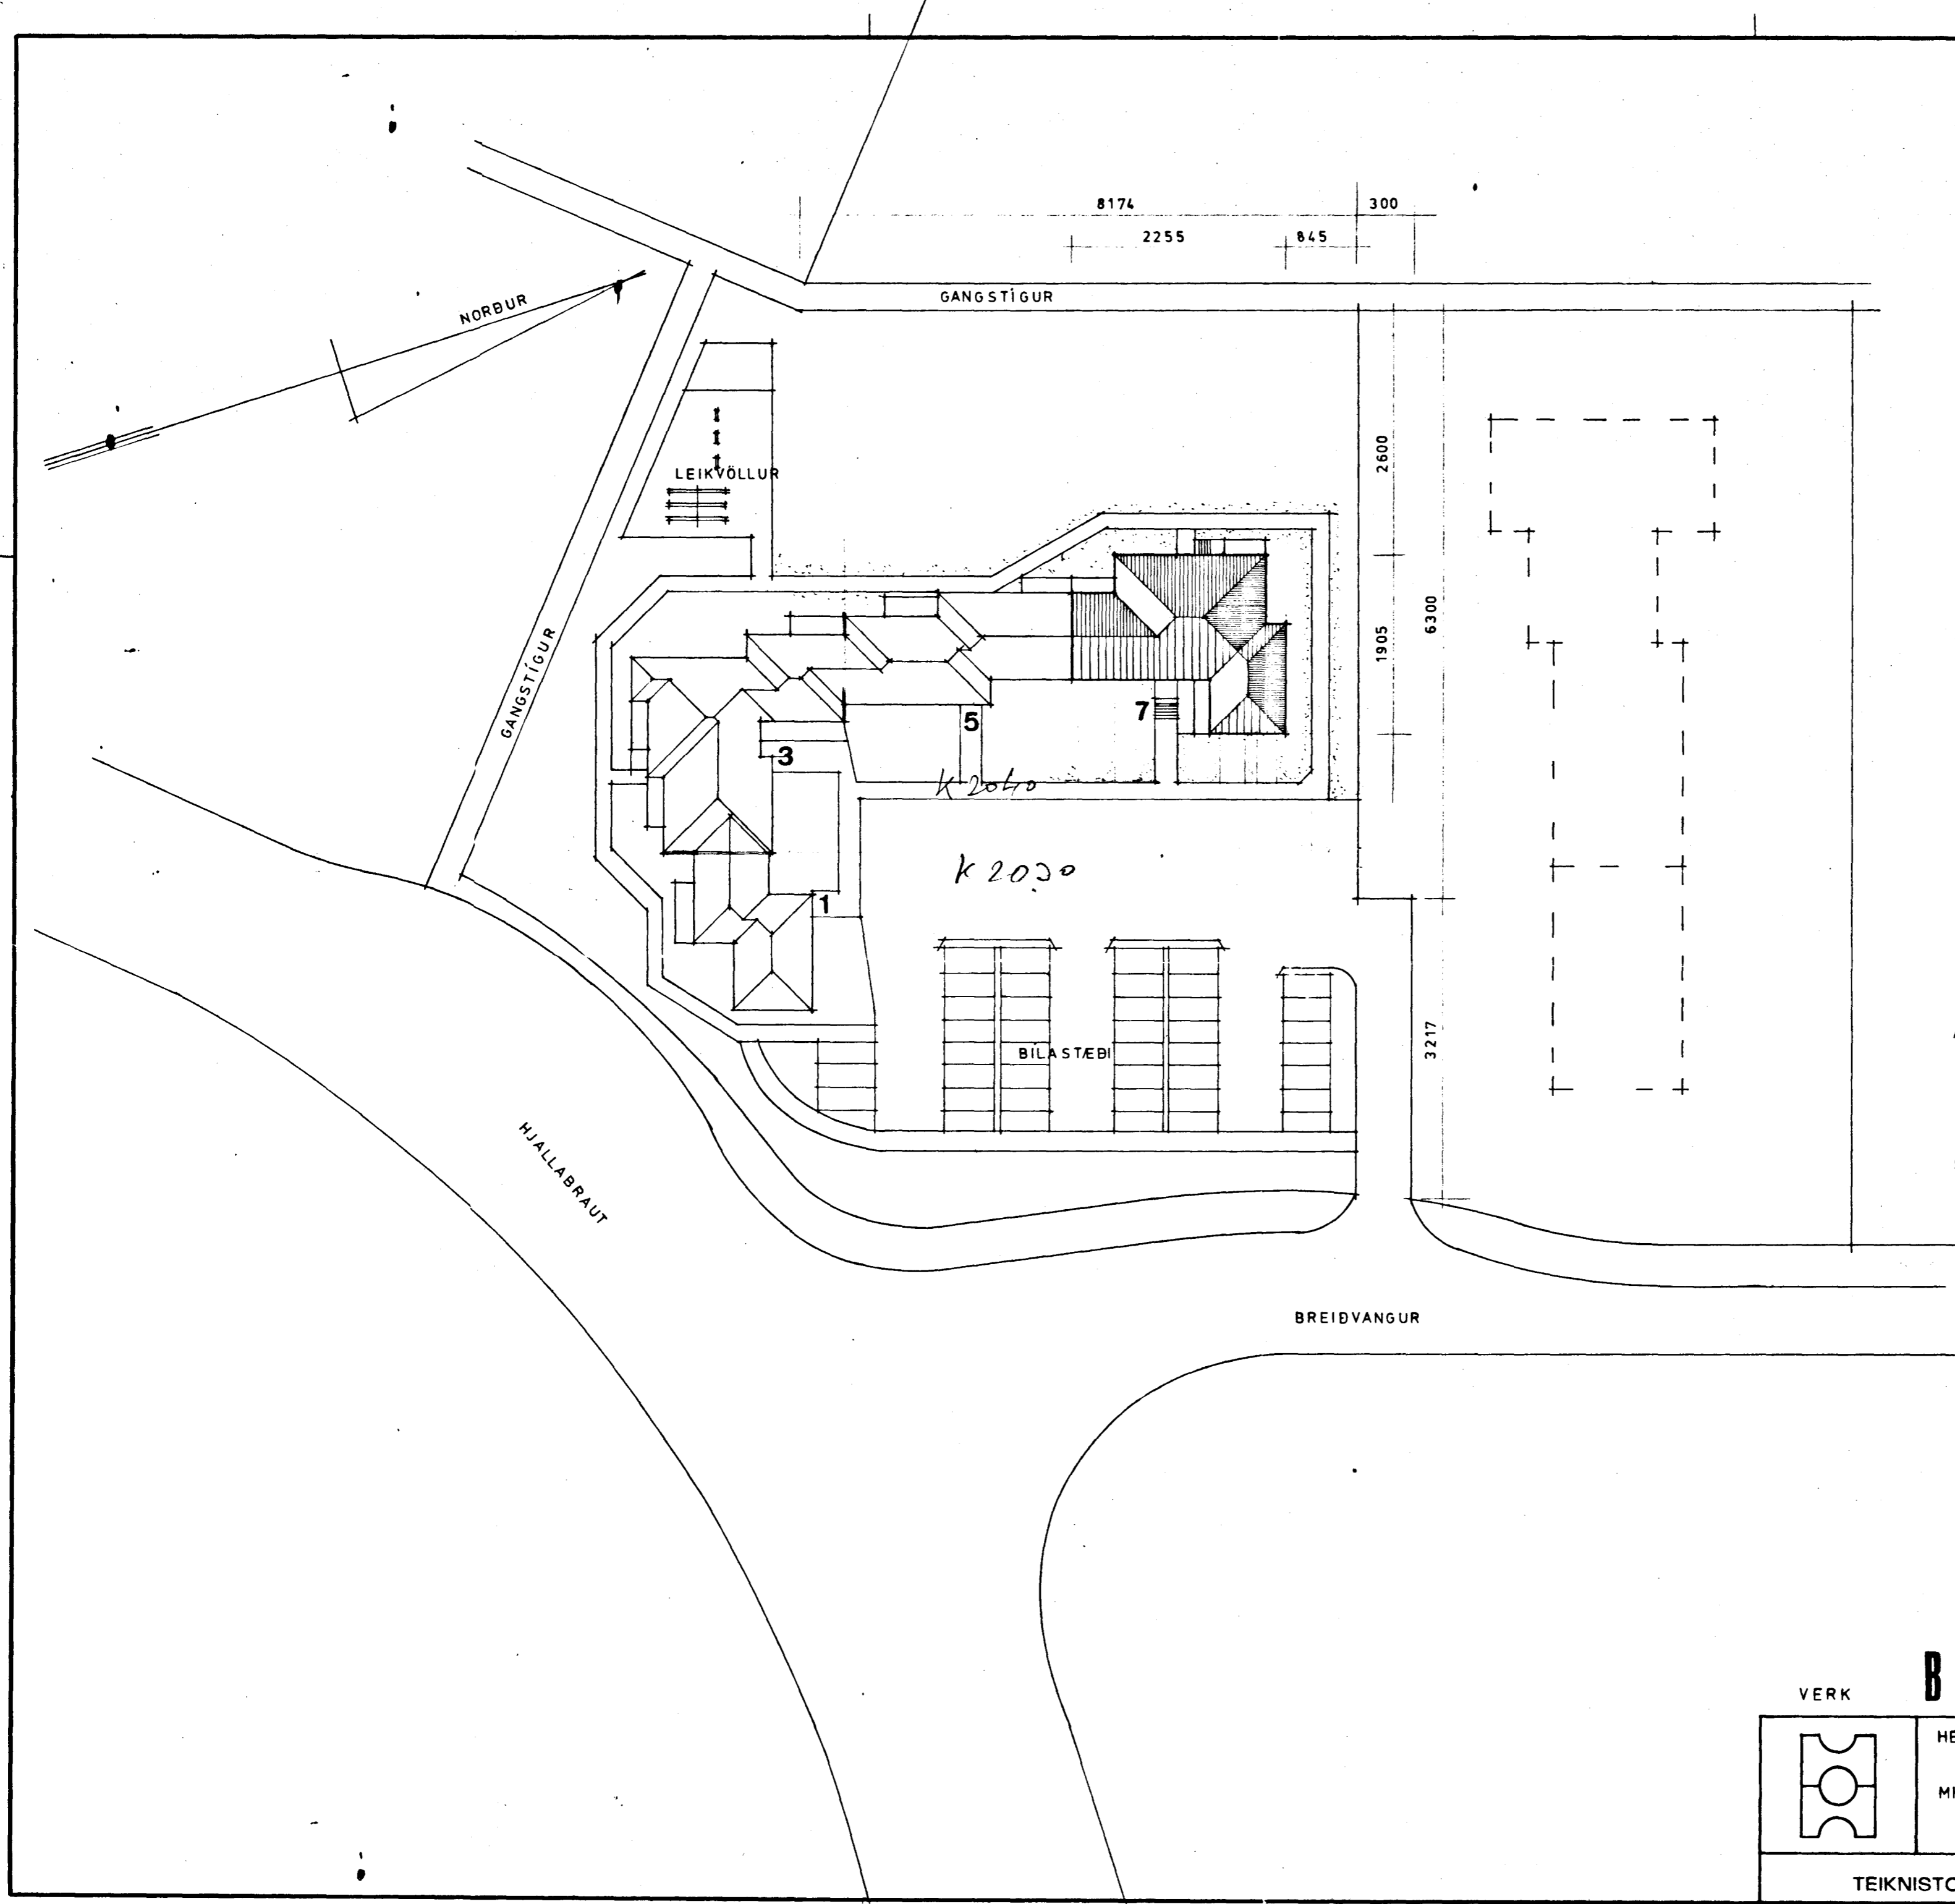 8174
300
2255
845
GANGSTÍGUR
NORÐUR
2600
LEIKVÖLLUR
6300
1905
GANGSTÍGUR
7
5
3
K 2040
K 2030
1
3217
BÍLASTÆÐI
HJALLABRAUT
BREIÐVANGUR
VERK
B
HE
TEIKNISTO